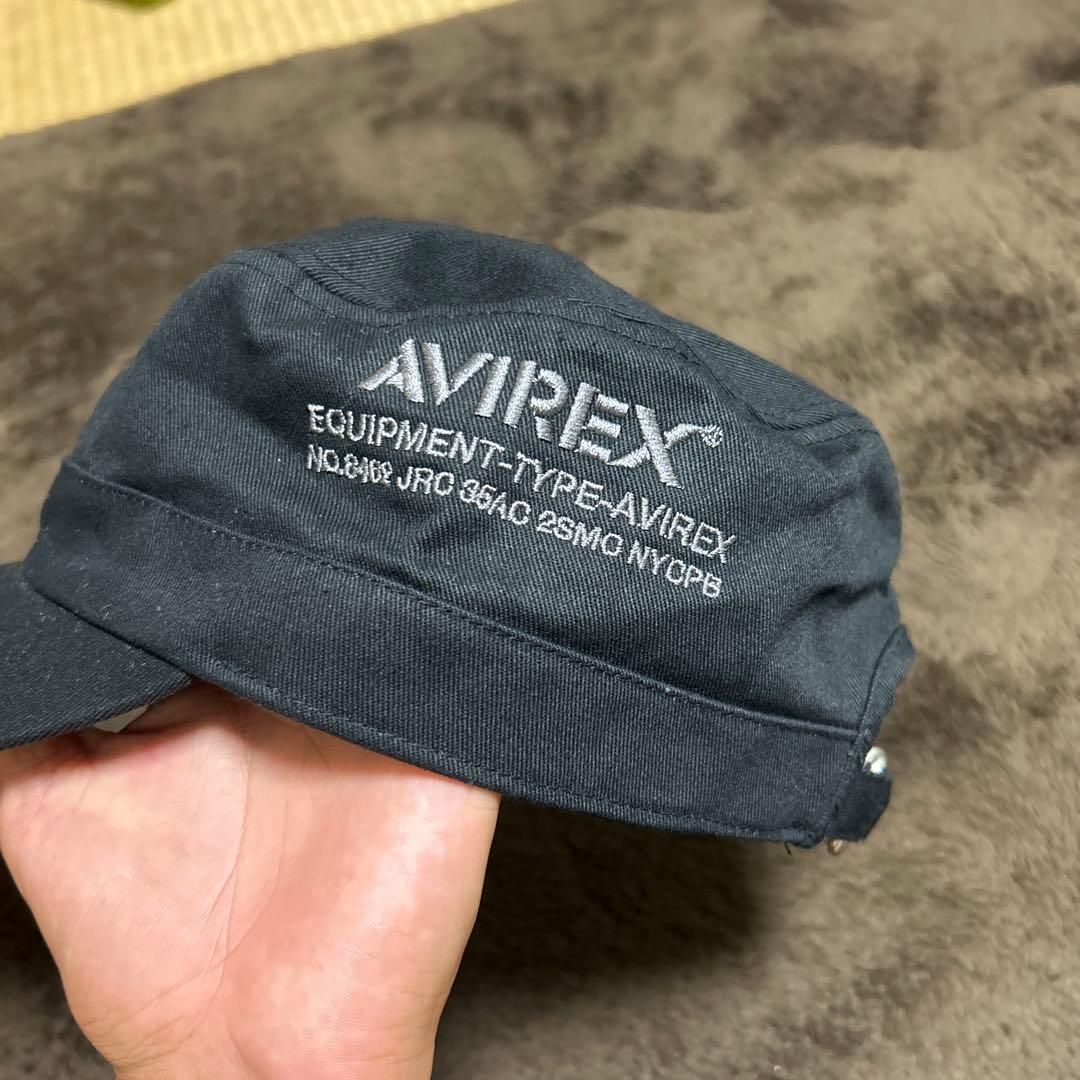 AVIREX
EQUIPMENT-TYPE-AVIREX
NO.8462 JRC 35AC 2SMC NYCPB